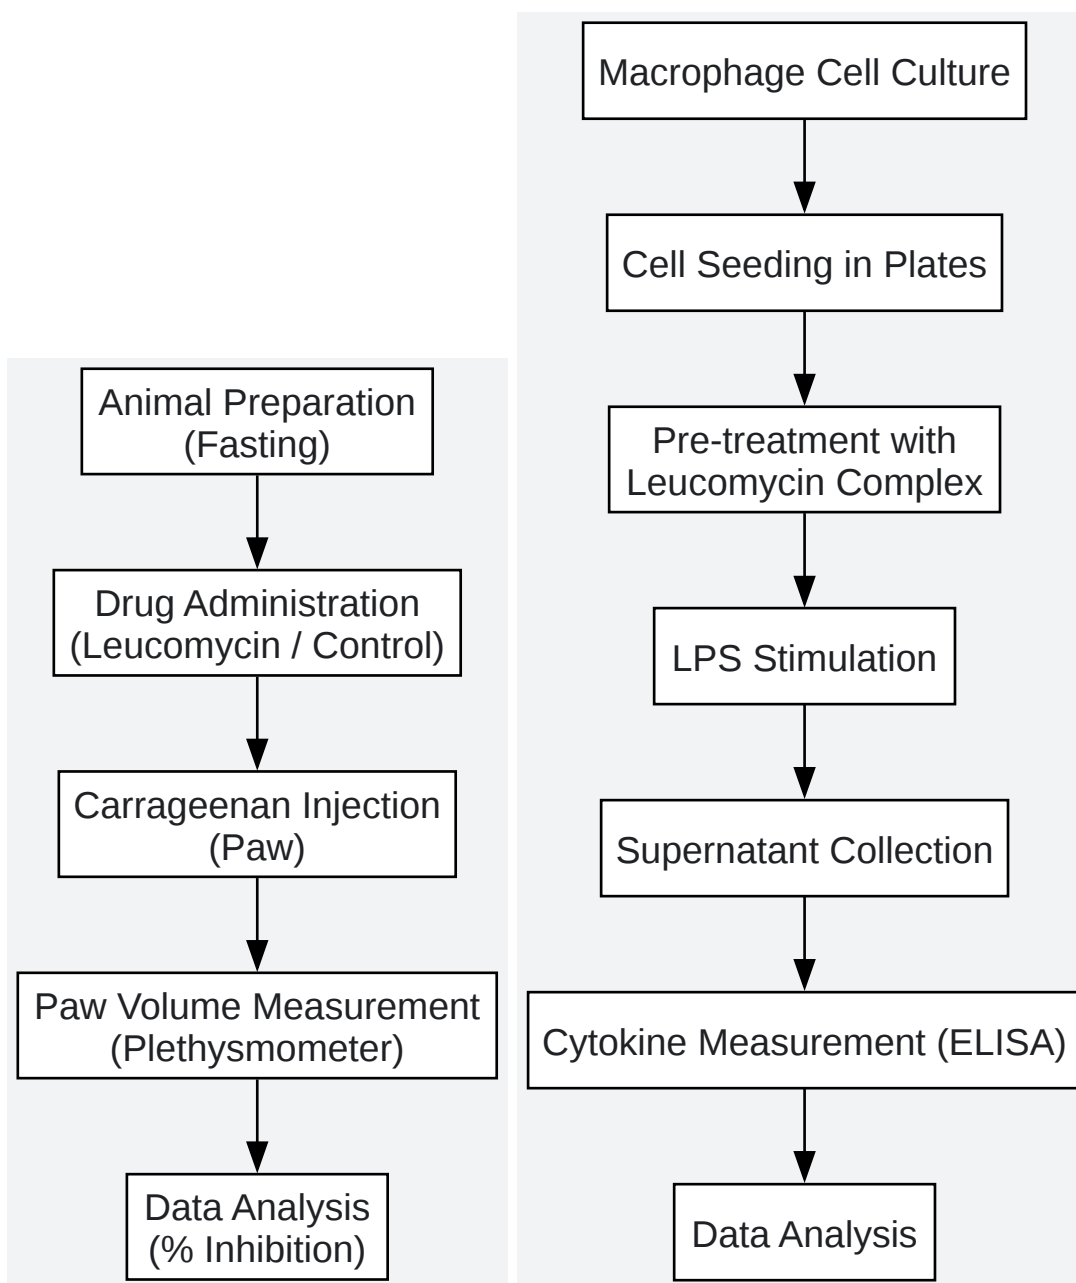 Animal Preparation
(Fasting)
Drug Administration
(Leucomycin / Control)
Carrageenan Injection
(Paw)
Paw Volume Measurement
(Plethysmometer)
Data Analysis
(% Inhibition)
Macrophage Cell Culture
Cell Seeding in Plates
Pre-treatment with
Leucomycin Complex
LPS Stimulation
Supernatant Collection
Cytokine Measurement (ELISA)
Data Analysis